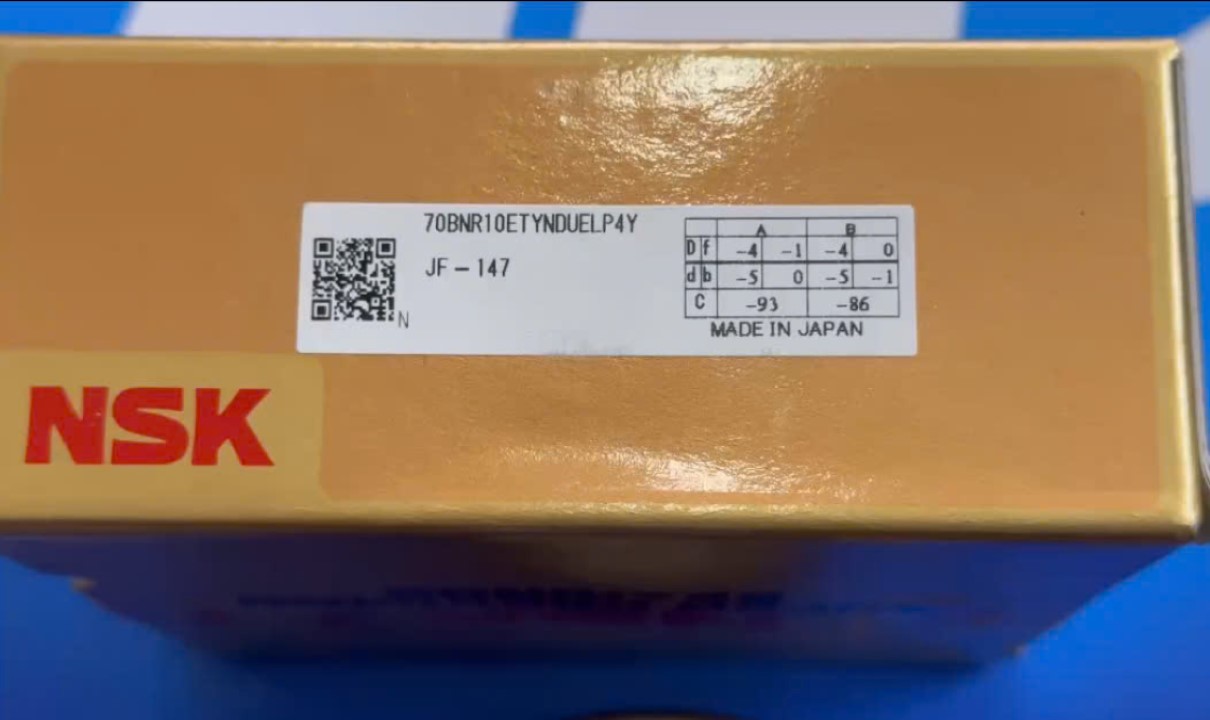 70BNR10ETYNDUELP4Y
JF-147
N
A B
D f -4 -1 -4 0
d b -5 0 -5 -1
C -93 -86
MADE IN JAPAN
NSK